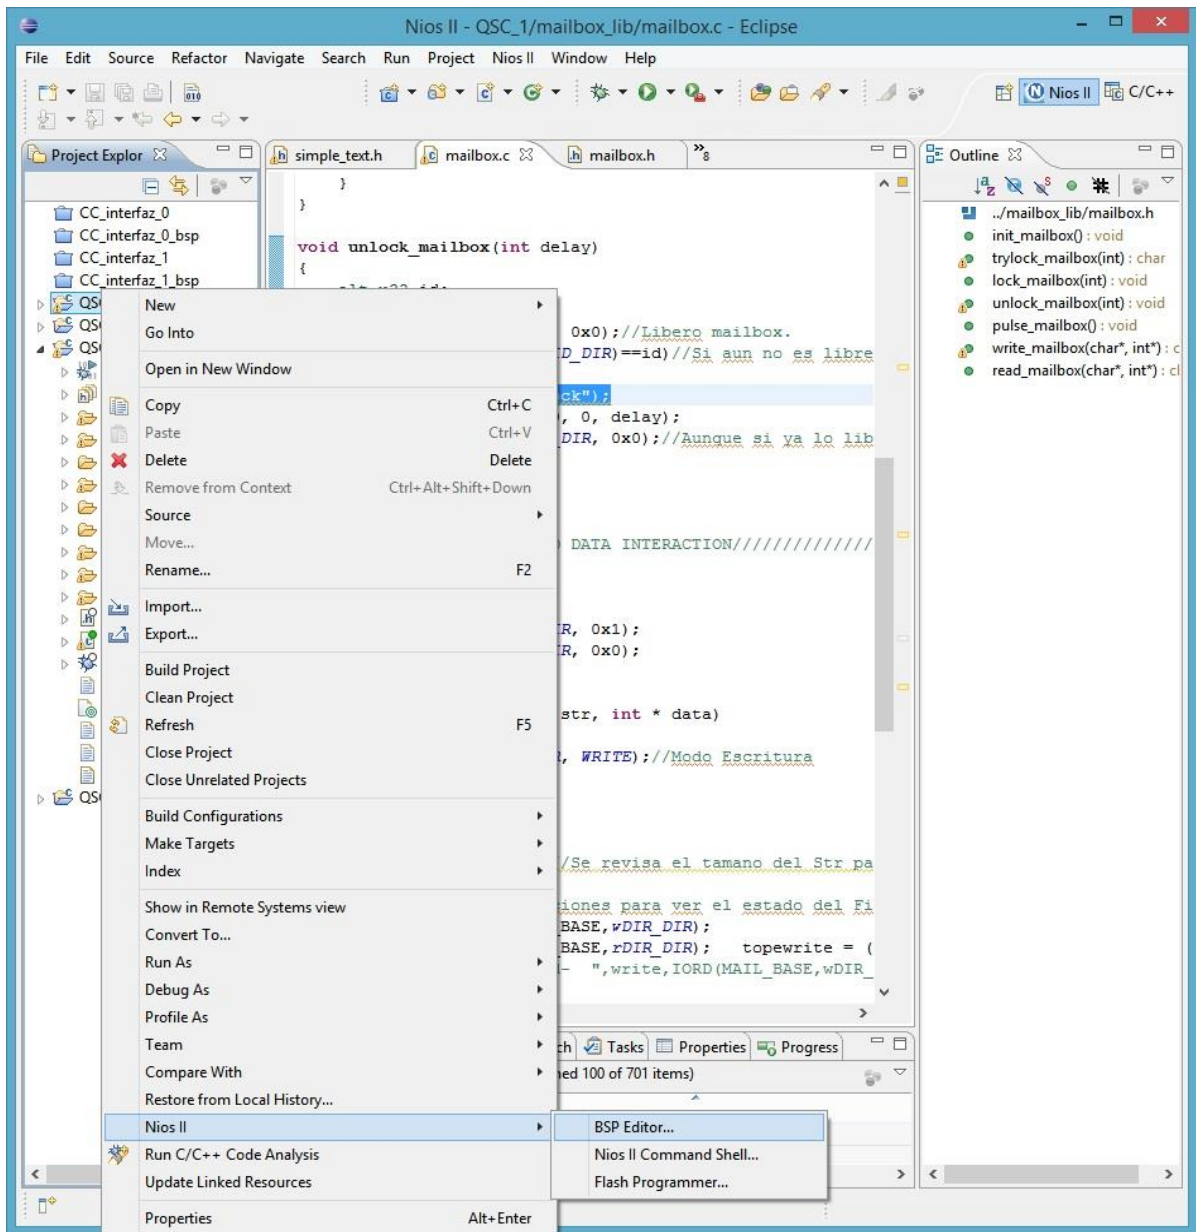 Nios II - QSC_1/mailbox_lib/mailbox.c - Eclipse
File Edit Source Refactor Navigate Search Run Project Nios II Window Help
Nios II C/C++
Project Explor
CC_interfaz_0
CC_interfaz_0_bsp
CC_interfaz_1
CC_interfaz_1_bsp
QS
QS
QS
QS
simple_text.h mailbox.c mailbox.h »8
}
}
void unlock_mailbox(int delay)
{
0x0);//Libero mailbox.
D_DIR)==id)//Si aun no es libre
ck");
, 0, delay);
DIR, 0x0);//Aunque si ya lo lib
DATA INTERACTION//////////////
R, 0x1);
R, 0x0);
str, int * data)
, WRITE);//Modo Escritura
/Se revisa el tamano del Str pa
iones para ver el estado del Fi
BASE,wDIR_DIR);
BASE,rDIR_DIR); topewrite = (
- ",write,IORD(MAIL_BASE,wDIR_
Outline
../mailbox_lib/mailbox.h
init_mailbox() : void
trylock_mailbox(int) : char
lock_mailbox(int) : void
unlock_mailbox(int) : void
pulse_mailbox() : void
write_mailbox(char*, int*) : c
read_mailbox(char*, int*) : cl
New
Go Into
Open in New Window
Copy Ctrl+C
Paste Ctrl+V
Delete Delete
Remove from Context Ctrl+Alt+Shift+Down
Source
Move...
Rename... F2
Import...
Export...
Build Project
Clean Project
Refresh F5
Close Project
Close Unrelated Projects
Build Configurations
Make Targets
Index
Show in Remote Systems view
Convert To...
Run As
Debug As
Profile As
Team
Compare With
Restore from Local History...
Nios II
Run C/C++ Code Analysis
Update Linked Resources
Properties Alt+Enter
ch Tasks Properties Progress
ned 100 of 701 items)
BSP Editor...
Nios II Command Shell...
Flash Programmer...